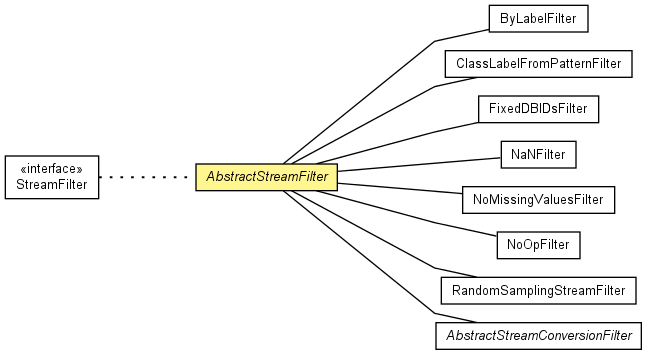 ByLabelFilter
ClassLabelFromPatternFilter
FixedDBIDsFilter
NaNFilter
«interface»
StreamFilter
AbstractStreamFilter
NoMissingValuesFilter
NoOpFilter
RandomSamplingStreamFilter
AbstractStreamConversionFilter